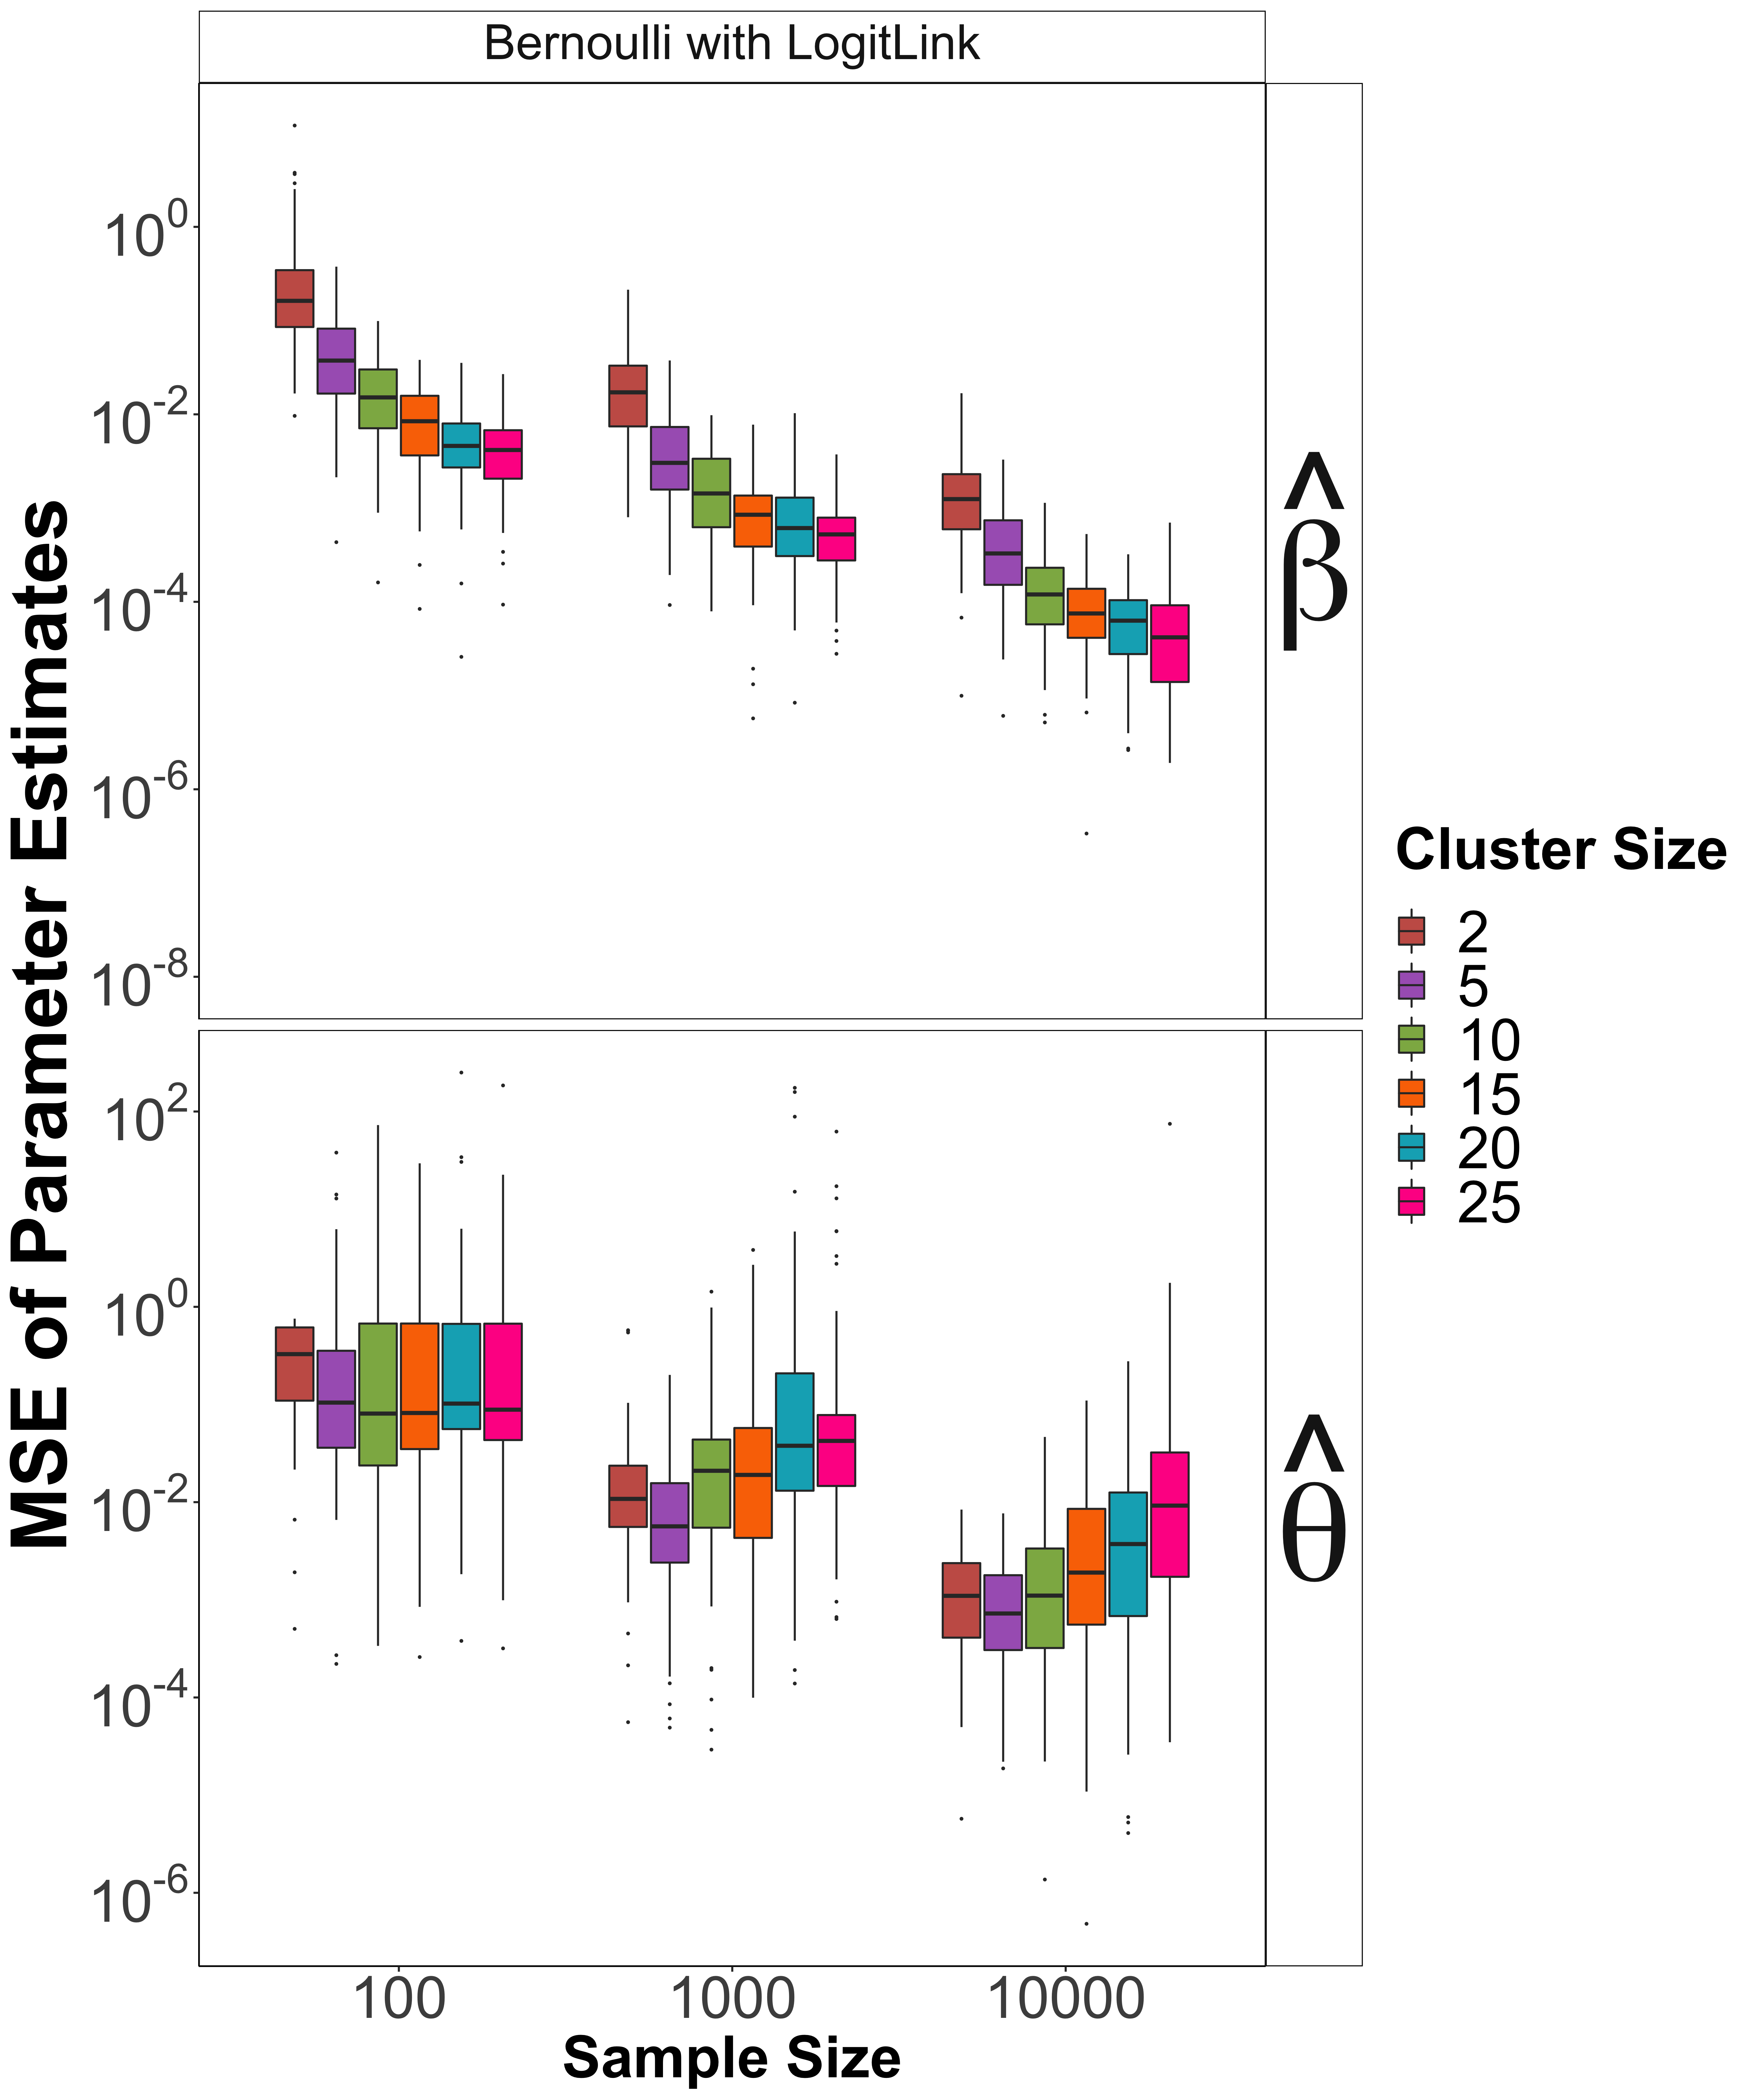 Bernoulli with LogitLink
MSE of Parameter Estimates
10^0
10^-2
10^-4
10^-6
10^-8
β̂
10^2
10^0
10^-2
10^-4
10^-6
θ̂
100 1000 10000
Sample Size
Cluster Size
2
5
10
15
20
25